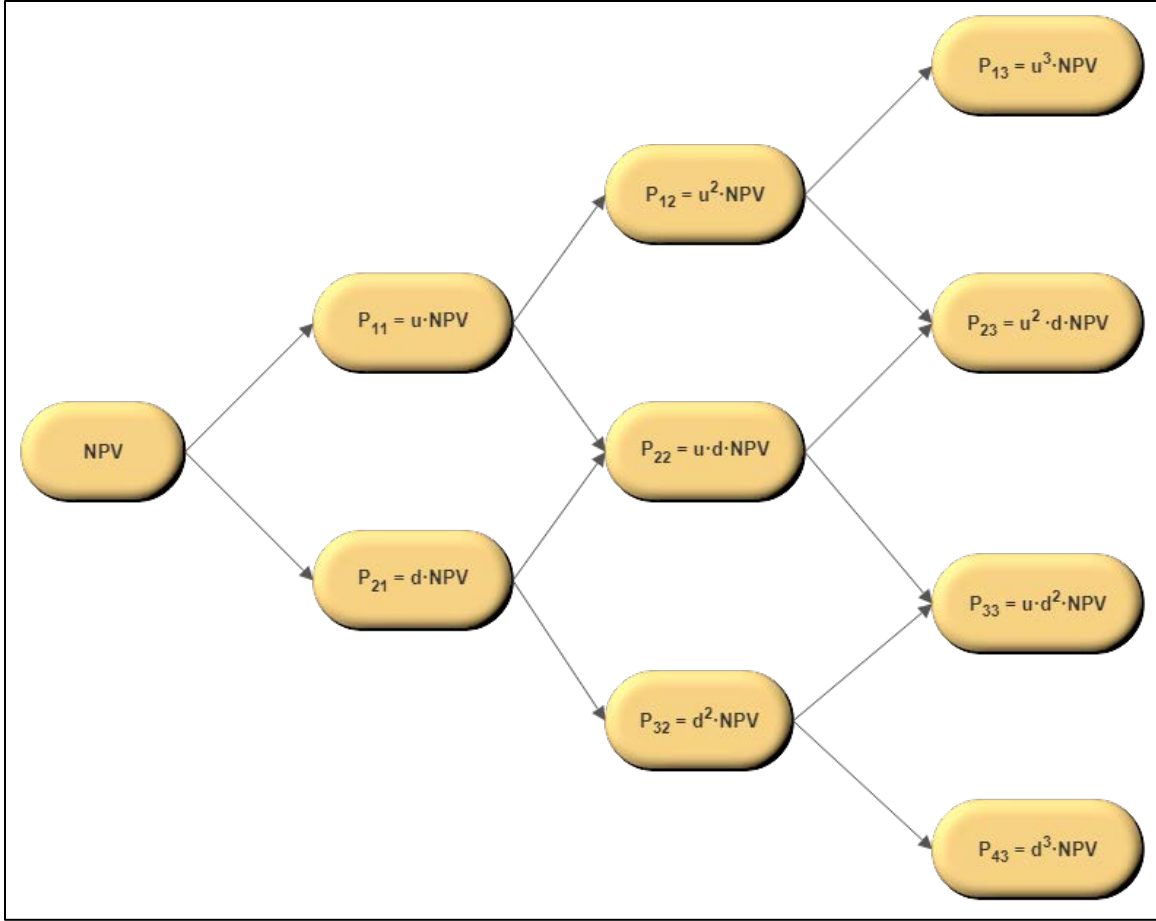 P₁₃ = u³·NPV
P₁₂ = u²·NPV
P₁₁ = u·NPV
P₂₃ = u² ·d·NPV
NPV
P₂₂ = u·d·NPV
P₂₁ = d·NPV
P₃₃ = u·d²·NPV
P₃₂ = d²·NPV
P₄₃ = d³·NPV